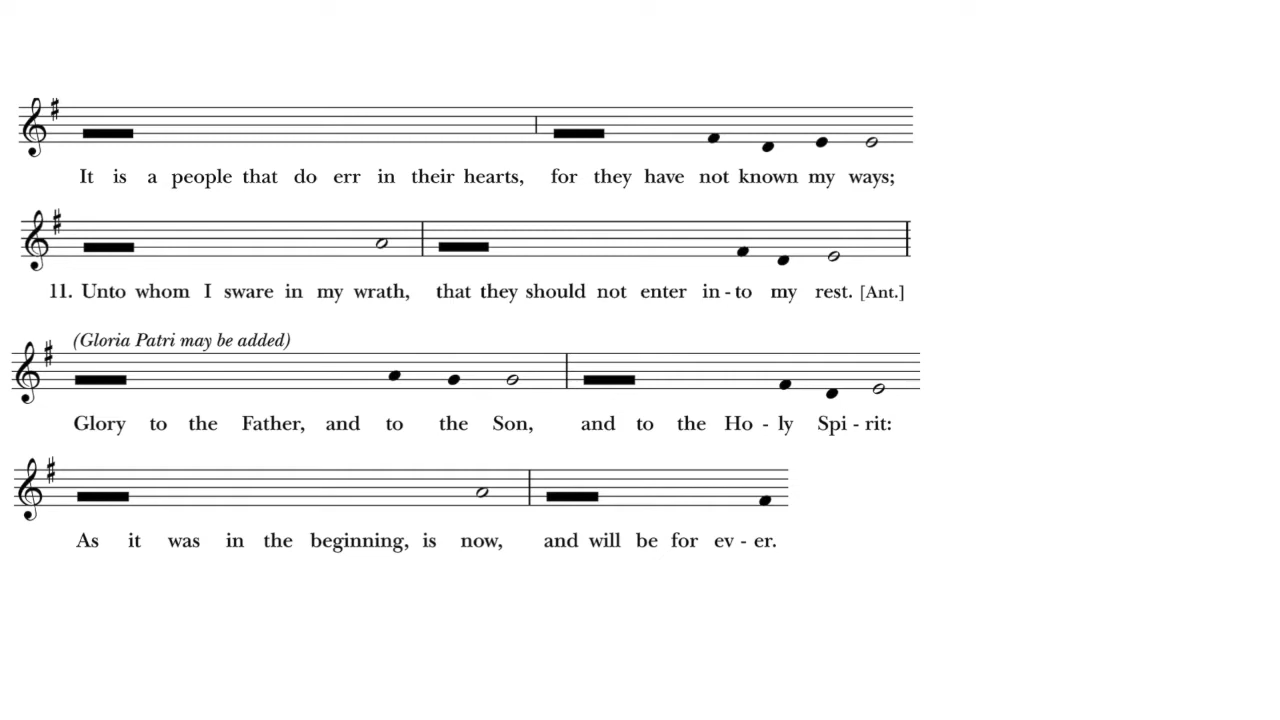 It is a people that do err in their hearts, for they have not known my ways;
11. Unto whom I sware in my wrath, that they should not enter in - to my rest. [Ant.]
(Gloria Patri may be added)
Glory to the Father, and to the Son, and to the Ho - ly Spi - rit:
As it was in the beginning, is now, and will be for ev - er.